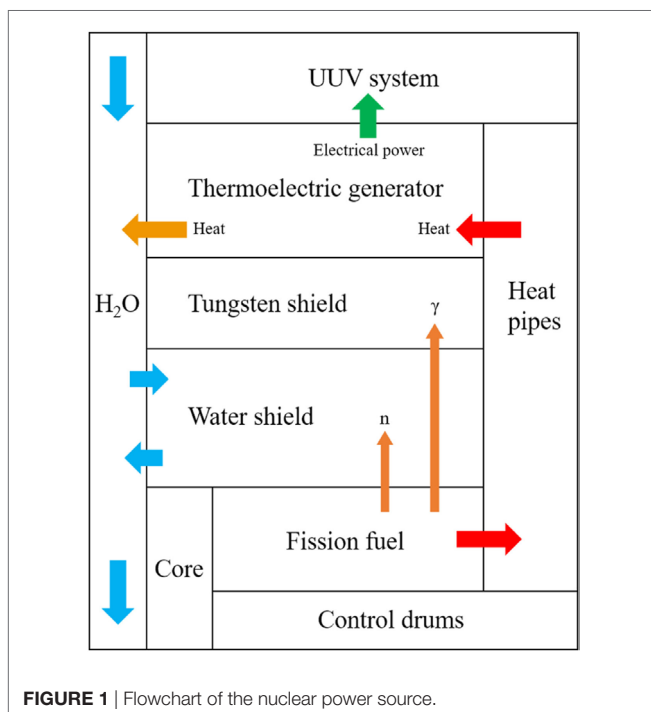 UUV system
Electrical power
Thermoelectric generator
Heat
Heat
H₂O
Tungsten shield
γ
Heat
pipes
Water shield
n
Fission fuel
Core
Control drums
FIGURE 1 | Flowchart of the nuclear power source.